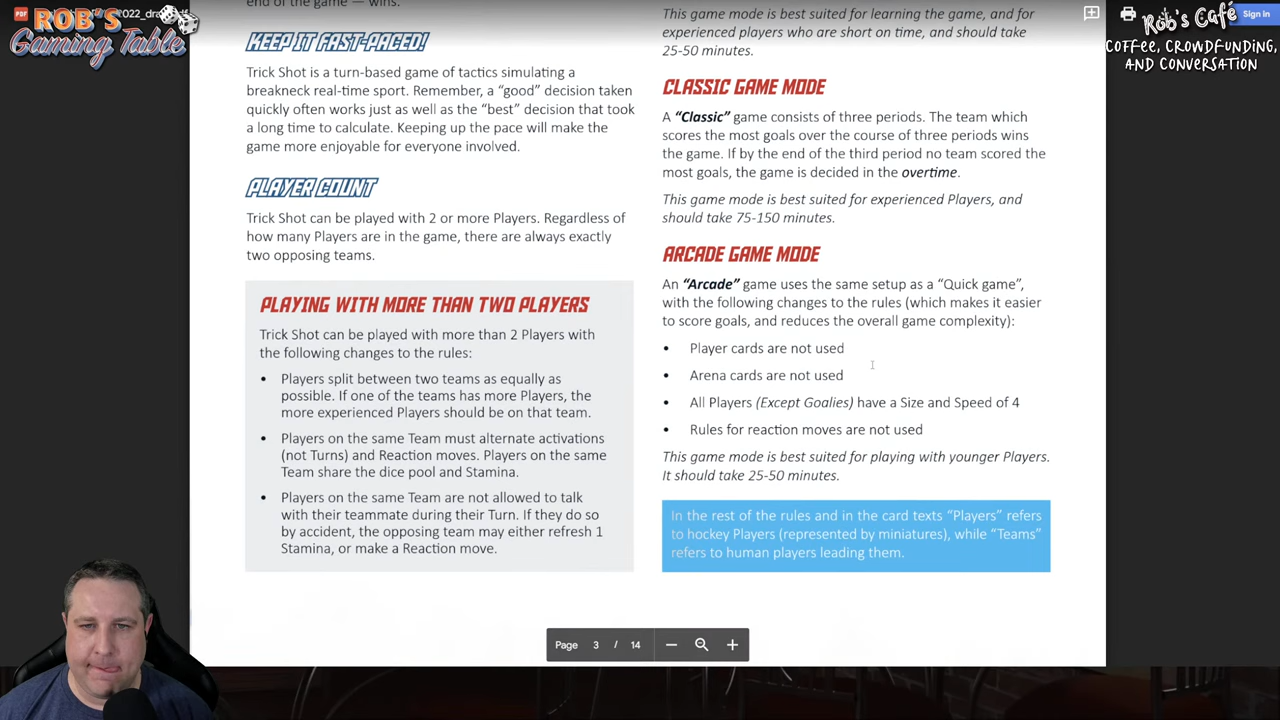 end of the game — wins.
KEEP IT FAST-PACED!
Trick Shot is a turn-based game of tactics simulating a
breakneck real-time sport. Remember, a “good” decision taken
quickly often works just as well as the “best” decision that took
a long time to calculate. Keeping up the pace will make the
game more enjoyable for everyone involved.
PLAYER COUNT
Trick Shot can be played with 2 or more Players. Regardless of
how many Players are in the game, there are always exactly
two opposing teams.
PLAYING WITH MORE THAN TWO PLAYERS
Trick Shot can be played with more than 2 Players with
the following changes to the rules:
• Players split between two teams as equally as
possible. If one of the teams has more Players, the
more experienced Players should be on that team.
• Players on the same Team must alternate activations
(not Turns) and Reaction moves. Players on the same
Team share the dice pool and Stamina.
• Players on the same Team are not allowed to talk
with their teammate during their Turn. If they do so
by accident, the opposing team may either refresh 1
Stamina, or make a Reaction move.
This game mode is best suited for learning the game, and for
experienced players who are short on time, and should take
25-50 minutes.
CLASSIC GAME MODE
A “Classic” game consists of three periods. The team which
scores the most goals over the course of three periods wins
the game. If by the end of the third period no team scored the
most goals, the game is decided in the overtime.
This game mode is best suited for experienced Players, and
should take 75-150 minutes.
ARCADE GAME MODE
An “Arcade” game uses the same setup as a “Quick game”,
with the following changes to the rules (which makes it easier
to score goals, and reduces the overall game complexity):
• Player cards are not used
• Arena cards are not used
• All Players (Except Goalies) have a Size and Speed of 4
• Rules for reaction moves are not used
This game mode is best suited for playing with younger Players.
It should take 25-50 minutes.
In the rest of the rules and in the card texts “Players” refers
to hockey Players (represented by miniatures), while “Teams”
refers to human players leading them.
Page 3 / 14
PDF
ROB'S
Gaming Table
Sign in
Rob's Café
COFFEE, CROWDFUNDING,
AND CONVERSATION